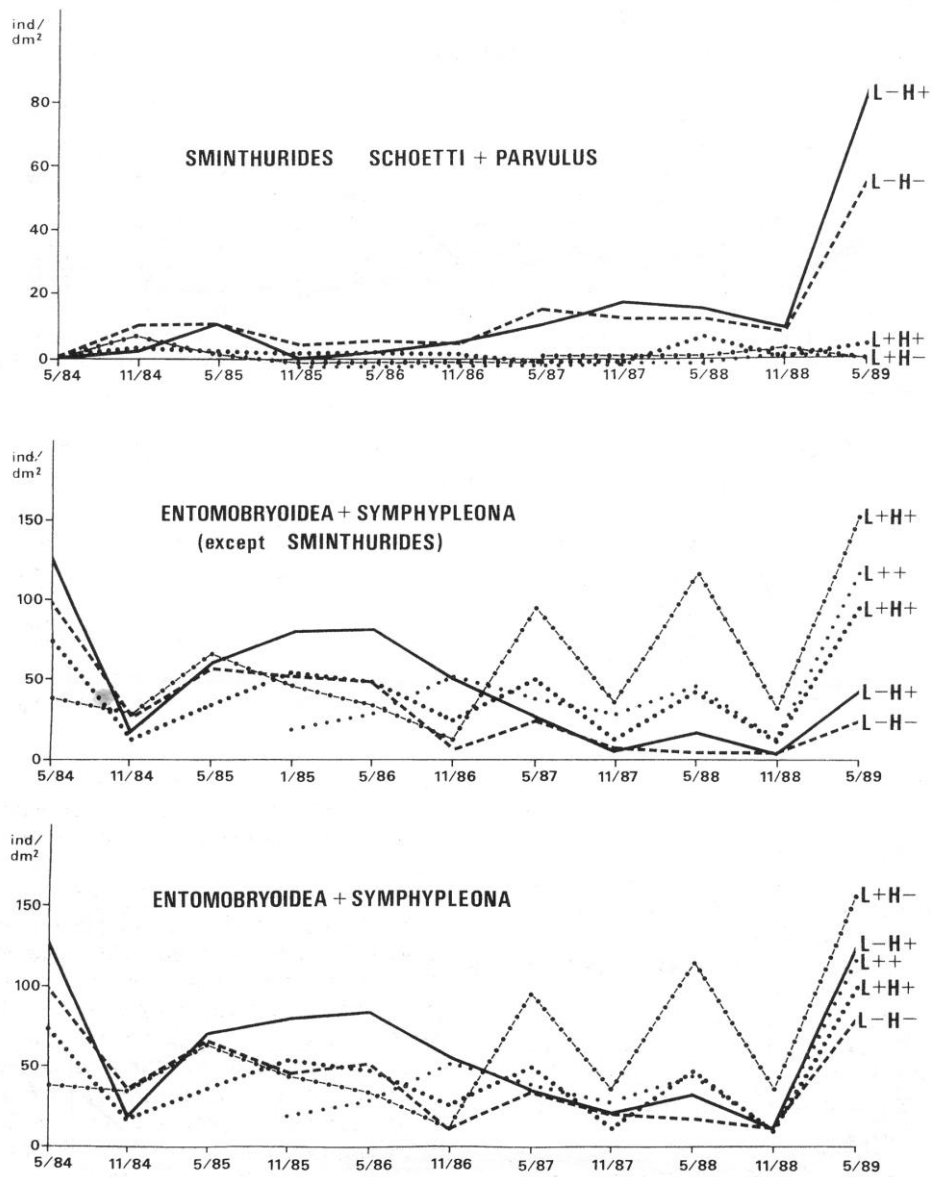 ind/
dm²
80
60
40
20
0
SMINTHURIDES SCHOETTI + PARVULUS
L−H+
L−H−
L+H+
L+H−
5/84 11/84 5/85 11/85 5/86 11/86 5/87 11/87 5/88 11/88 5/89
ind./
dm²
150
100
50
0
ENTOMOBRYOIDEA + SYMPHYPLEONA
(except SMINTHURIDES)
L+H+
L++
L+H+
L−H+
L−H−
5/84 11/84 5/85 1/85 5/86 11/86 5/87 11/87 5/88 11/88 5/89
ind/
dm²
150
100
50
0
ENTOMOBRYOIDEA + SYMPHYPLEONA
L+H−
L−H+
L++
L+H+
L−H−
5/84 11/84 5/85 11/85 5/86 11/86 5/87 11/87 5/88 11/88 5/89